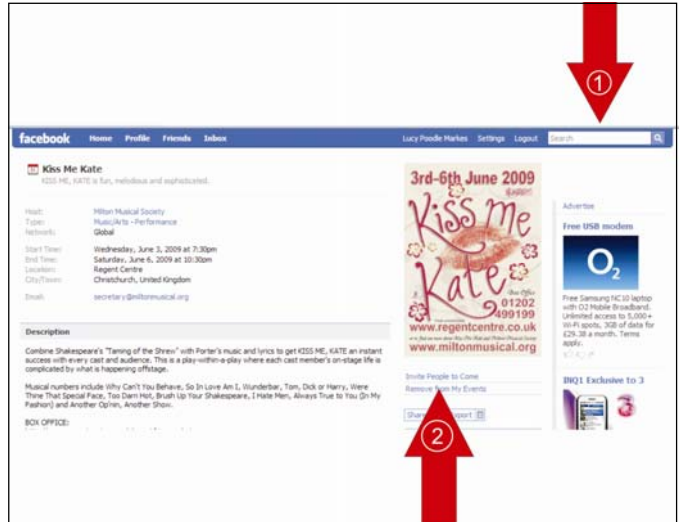 ①
facebook Home Profile Friends Inbox Lucy Poodle Markes Settings Logout Search
Kiss Me Kate
KISS ME, KATE is fun, melodious and sophisticated.
Host: Milton Musical Society
Type: Music/Arts - Performance
Network: Global
Start Time: Wednesday, June 3, 2009 at 7:30pm
End Time: Saturday, June 6, 2009 at 10:30pm
Location: Regent Centre
City/Town: Christchurch, United Kingdom
Email: secretary@miltonmusical.org
Description
Combine Shakespeare's "Taming of the Shrew" with Porter's music and lyrics to get KISS ME, KATE an instant
success with every cast and audience. This is a play-within-a-play where each cast member's on-stage life is
complicated by what is happening offstage.
Musical numbers include Why Can't You Behave, So In Love Am I, Wunderbar, Tom, Dick or Harry, Were
Thine That Special Face, Too Darn Hot, Brush Up Your Shakespeare, I Hate Men, Always True to You (In My
Fashion) and Another Op'nin, Another Show.
BOX OFFICE:
3rd-6th June 2009
Kiss me
Kate
Box Office
01202
499199
www.regentcentre.co.uk
www.miltonmusical.org
Invite People to Come
Remove from My Events
Share
②
Advertise
Free USB modem
O2
Free Samsung NC10 laptop
with O2 Mobile Broadband.
Unlimited access to 5,000+
Wi-Fi spots, 3GB of data for
£29.38 a month. Terms
apply.
INQ1 Exclusive to 3
3